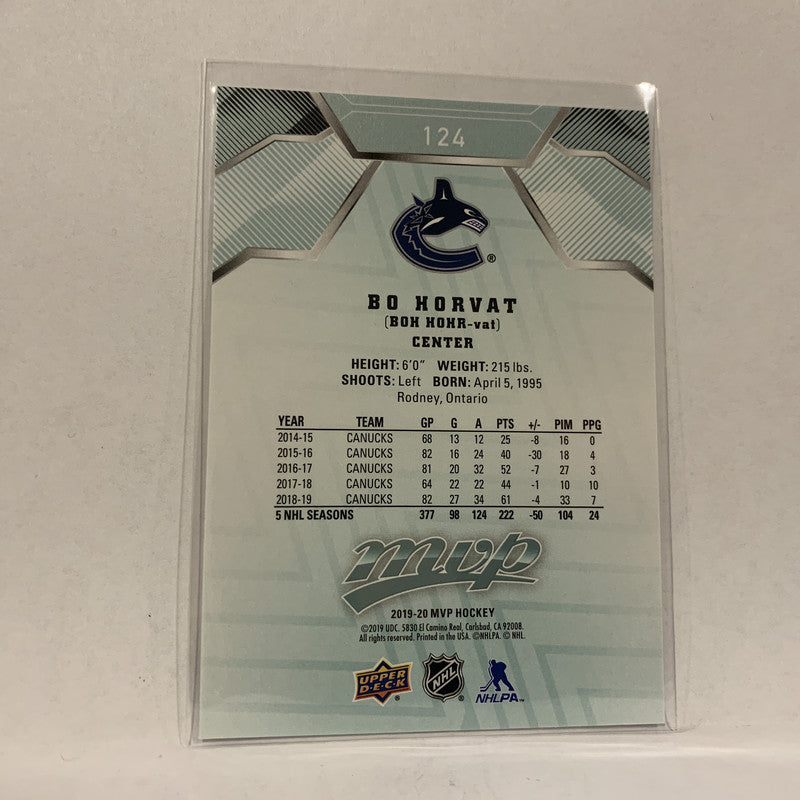 124
®
BO HORVAT
(BOH HOHR-vat)
CENTER
HEIGHT: 6'0" WEIGHT: 215 lbs.
SHOOTS: Left BORN: April 5, 1995
Rodney, Ontario
YEAR TEAM GP G A PTS +/- PIM PPG
2014-15 CANUCKS 68 13 12 25 -8 16 0
2015-16 CANUCKS 82 16 24 40 -30 18 4
2016-17 CANUCKS 81 20 32 52 -7 27 3
2017-18 CANUCKS 64 22 22 44 -1 10 10
2018-19 CANUCKS 82 27 34 61 -4 33 7
5 NHL SEASONS 377 98 124 222 -50 104 24
mvp
2019-20 MVP HOCKEY
©2019 UDC. 5830 El Camino Real, Carlsbad, CA 92008.
All rights reserved. Printed in the USA. ©NHLPA. © NHL.
UPPER DECK ® NHL ® NHLPA™